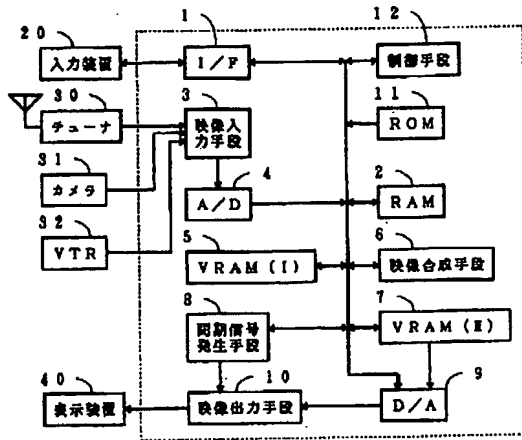 20
1
12
入力装置
I/F
制御手段
30
3
11
チューナ
映像入
力手段
ROM
31
4
2
カメラ
A/D
RAM
32
5
6
VTR
VRAM(I)
映像合成手段
8
7
同期信号
発生手段
VRAM(II)
40
10
9
表示装置
映像出力手段
D/A